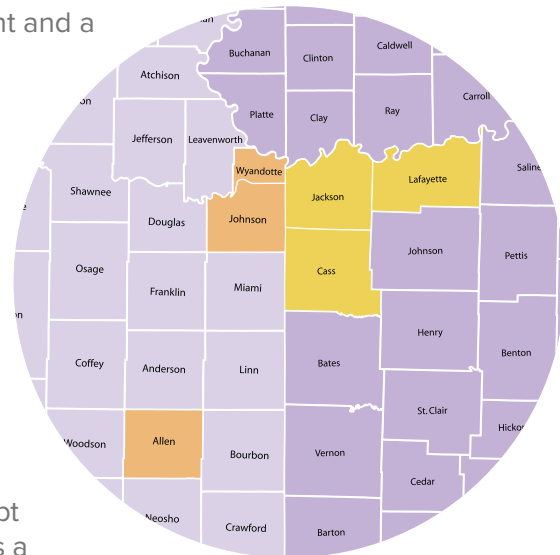 nt and a
Buchanan
Clinton
Caldwell
Atchison
Carroll
Platte
Clay
Ray
Jefferson
Leavenworth
Wyandotte
Saline
Shawnee
Jackson
Lafayette
Douglas
Johnson
Johnson
Pettis
Osage
Cass
Franklin
Miami
Henry
Benton
Coffey
Anderson
Linn
Bates
St. Clair
Woodson
Allen
Bourbon
Vernon
Hickor
Cedar
pt
Neosho
Crawford
Barton
s a